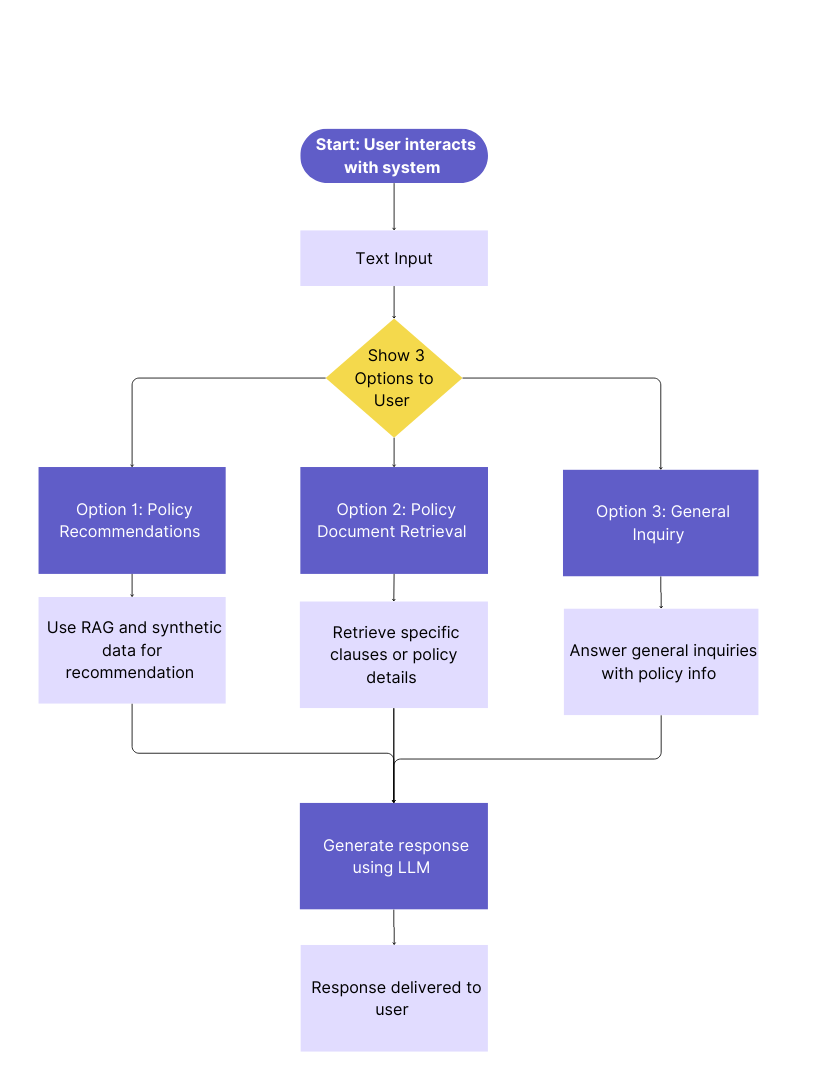 Start: User interacts
with system
Text Input
Show 3
Options to
User
Option 1: Policy
Recommendations
Option 2: Policy
Document Retrieval
Option 3: General
Inquiry
Use RAG and synthetic
data for
recommendation
Retrieve specific
clauses or policy
details
Answer general inquiries
with policy info
Generate response
using LLM
Response delivered to
user